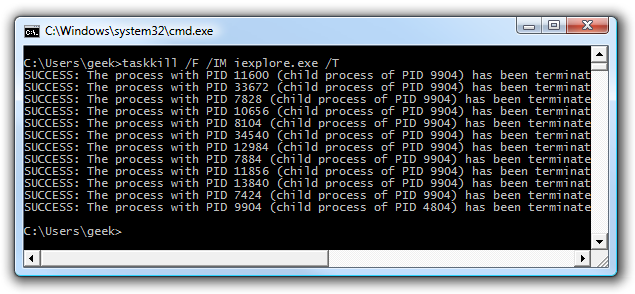 C:\Windows\system32\cmd.exe
C:\Users\geek>taskkill /F /IM iexplore.exe /T
SUCCESS: The process with PID 11600 (child process of PID 9904) has been terminat
SUCCESS: The process with PID 33672 (child process of PID 9904) has been terminat
SUCCESS: The process with PID 7828 (child process of PID 9904) has been terminate
SUCCESS: The process with PID 10656 (child process of PID 9904) has been terminat
SUCCESS: The process with PID 8104 (child process of PID 9904) has been terminate
SUCCESS: The process with PID 34540 (child process of PID 9904) has been terminat
SUCCESS: The process with PID 12984 (child process of PID 9904) has been terminat
SUCCESS: The process with PID 7884 (child process of PID 9904) has been terminate
SUCCESS: The process with PID 11856 (child process of PID 9904) has been terminat
SUCCESS: The process with PID 13840 (child process of PID 9904) has been terminat
SUCCESS: The process with PID 7424 (child process of PID 9904) has been terminate
SUCCESS: The process with PID 9904 (child process of PID 4804) has been terminate
C:\Users\geek>